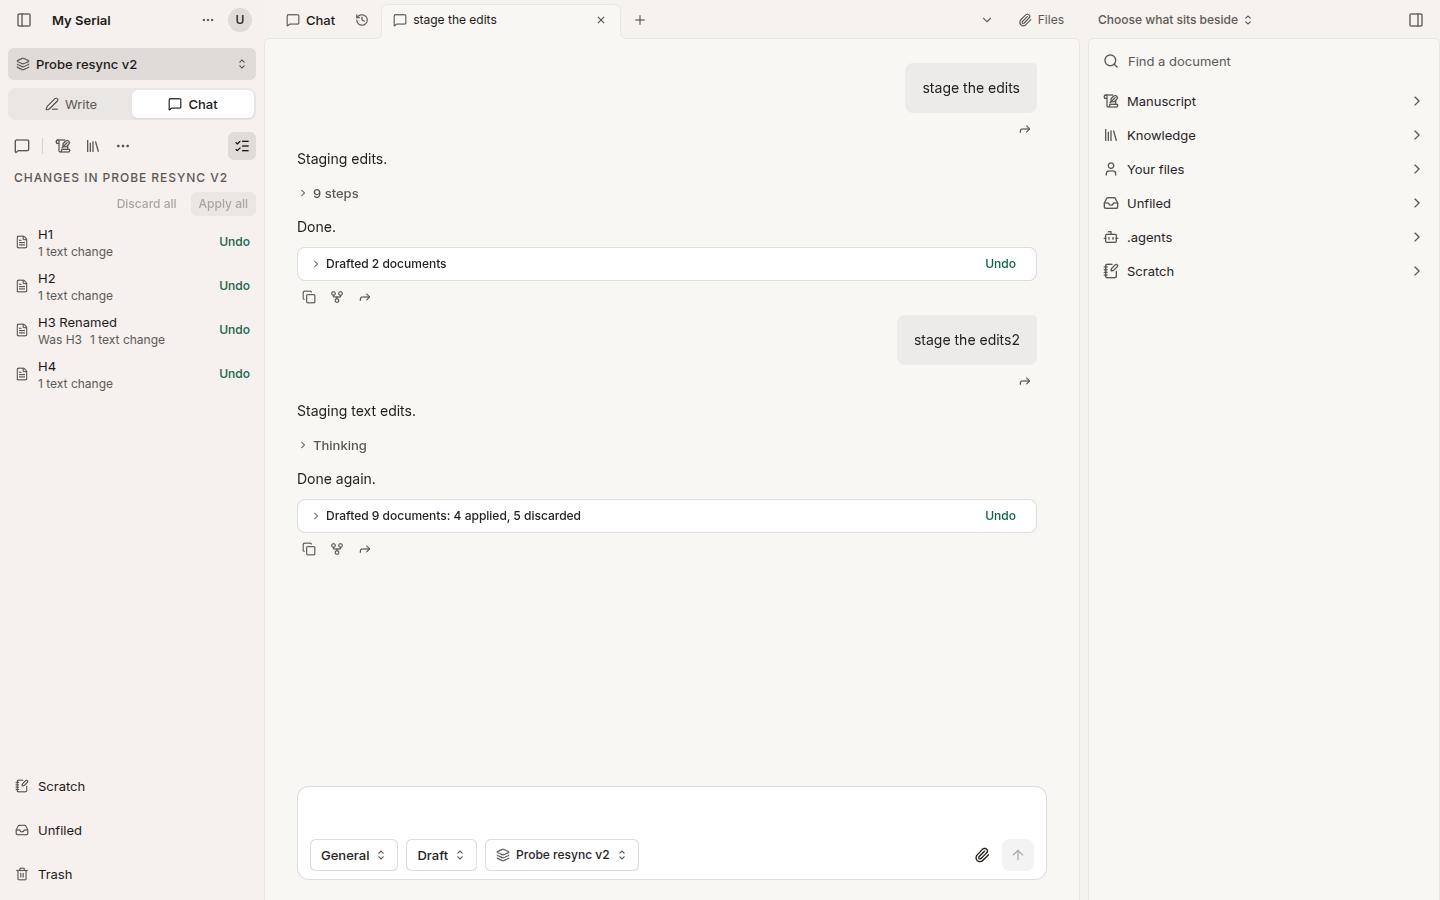 My Serial
U
Probe resync v2
Write
Chat
CHANGES IN PROBE RESYNC V2
Discard all
Apply all
H1
1 text change
Undo
H2
1 text change
Undo
H3 Renamed
Was H3 1 text change
Undo
H4
1 text change
Undo
Scratch
Unfiled
Trash
Chat
stage the edits
Files
stage the edits
Staging edits.
9 steps
Done.
Drafted 2 documents
Undo
stage the edits2
Staging text edits.
Thinking
Done again.
Drafted 9 documents: 4 applied, 5 discarded
Undo
General
Draft
Probe resync v2
Choose what sits beside
Find a document
Manuscript
Knowledge
Your files
Unfiled
.agents
Scratch